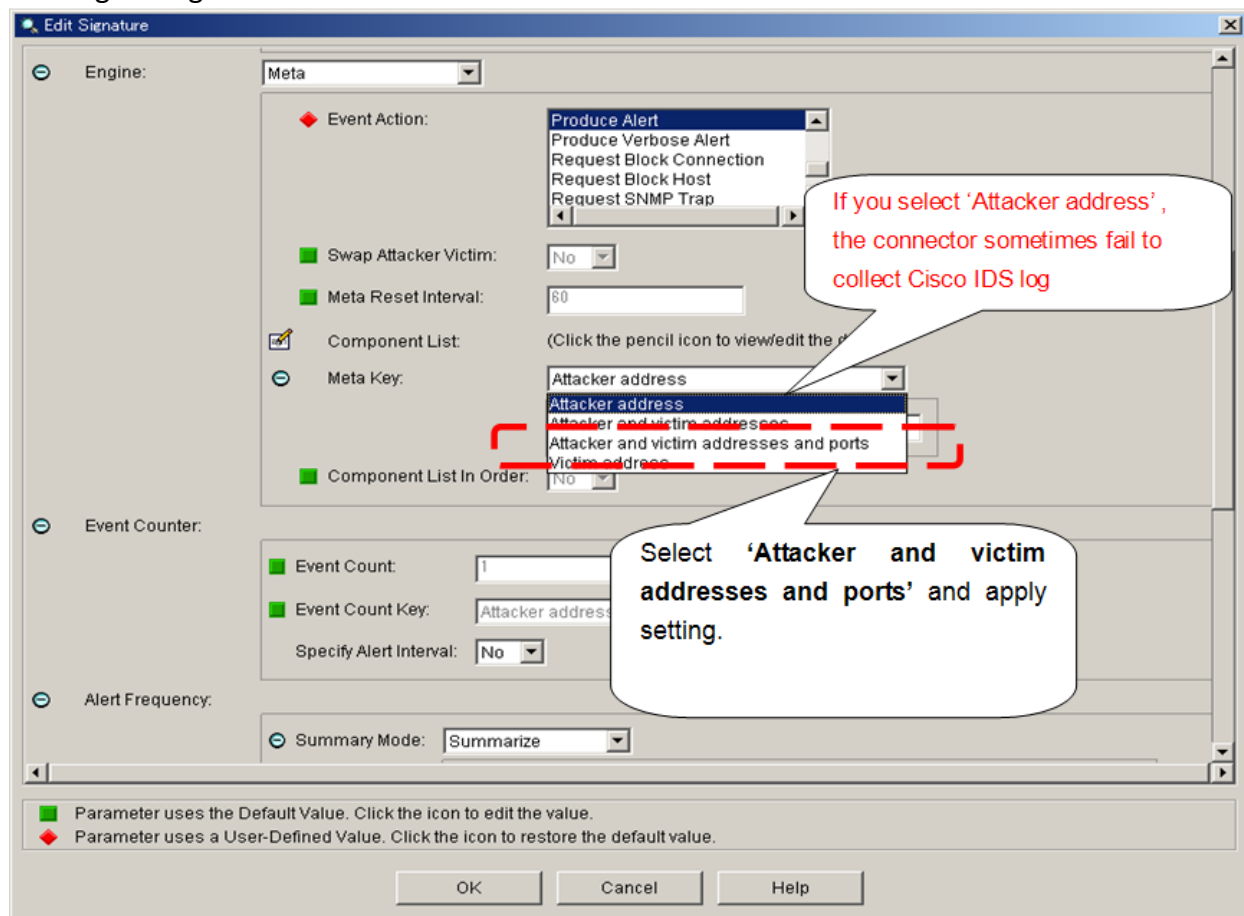 Edit Signature
Engine:
Meta
Event Action:
Produce Alert
Produce Verbose Alert
Request Block Connection
Request Block Host
Request SNMP Trap
If you select ‘Attacker address’ ,
the connector sometimes fail to
collect Cisco IDS log
Swap Attacker Victim:
No
Meta Reset Interval:
60
Component List:
(Click the pencil icon to view/edit the
Meta Key:
Attacker address
Attacker address
Attacker and victim addresses
Attacker and victim addresses and ports
Victim address
Component List In Order:
No
Event Counter:
Select ‘Attacker and victim
addresses and ports’ and apply
setting.
Event Count:
1
Event Count Key:
Attacker address
Specify Alert Interval:
No
Alert Frequency:
Summary Mode:
Summarize
Parameter uses the Default Value. Click the icon to edit the value.
Parameter uses a User-Defined Value. Click the icon to restore the default value.
OK
Cancel
Help